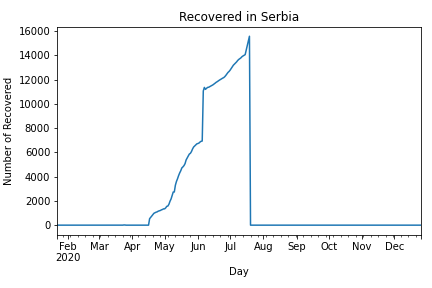 Recovered in Serbia
16000
14000
12000
10000
8000
6000
4000
2000
0
Number of Recovered
Feb Mar Apr May Jun Jul Aug Sep Oct Nov Dec
2020
Day